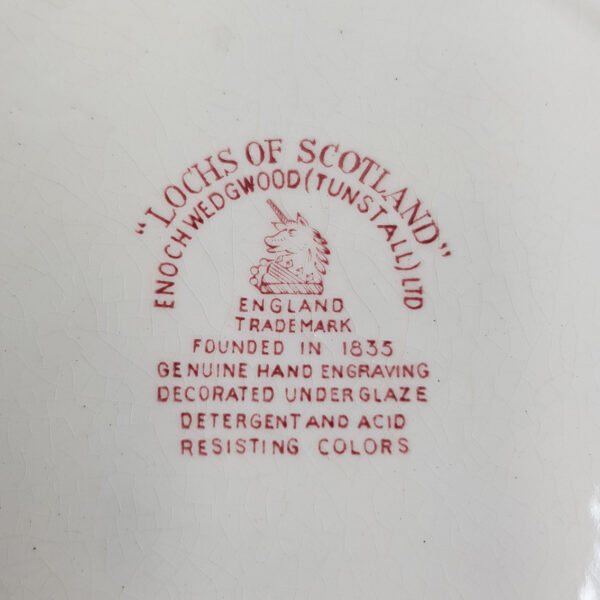 "LOCHS OF SCOTLAND"
ENOCH WEDGWOOD (TUNSTALL) LTD
ENGLAND
TRADEMARK
FOUNDED IN 1835
GENUINE HAND ENGRAVING
DECORATED UNDERGLAZE
DETERGENT AND ACID
RESISTING COLORS